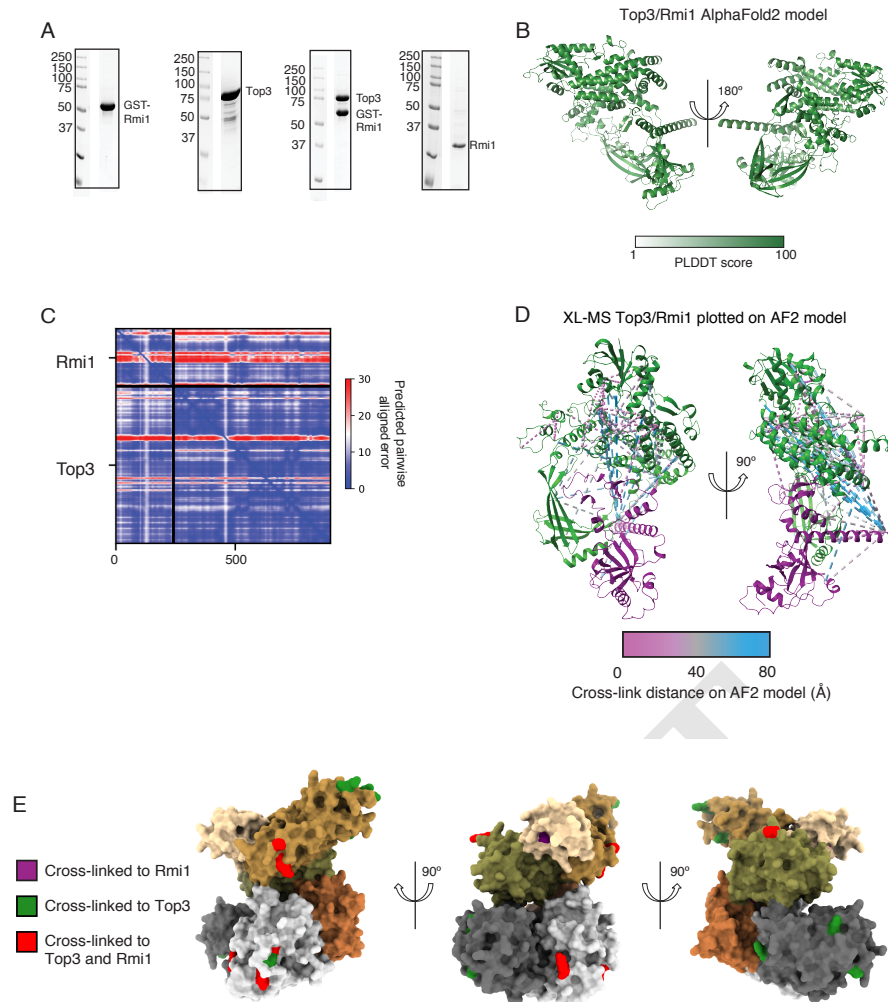 A
250
150
100
75
50
37
GST-
Rmi1
250
150
100
75
50
37
Top3
250
150
100
75
50
37
Top3
GST-
Rmi1
250
150
100
75
50
37
Rmi1
B
Top3/Rmi1 AlphaFold2 model
180º
1
100
PLDDT score
C
Rmi1
Top3
0
500
30
20
10
0
Predicted pairwise
alligned error
D
XL-MS Top3/Rmi1 plotted on AF2 model
90º
0
40
80
Cross-link distance on AF2 model (Å)
E
Cross-linked to Rmi1
Cross-linked to Top3
Cross-linked to
Top3 and Rmi1
90º
90º